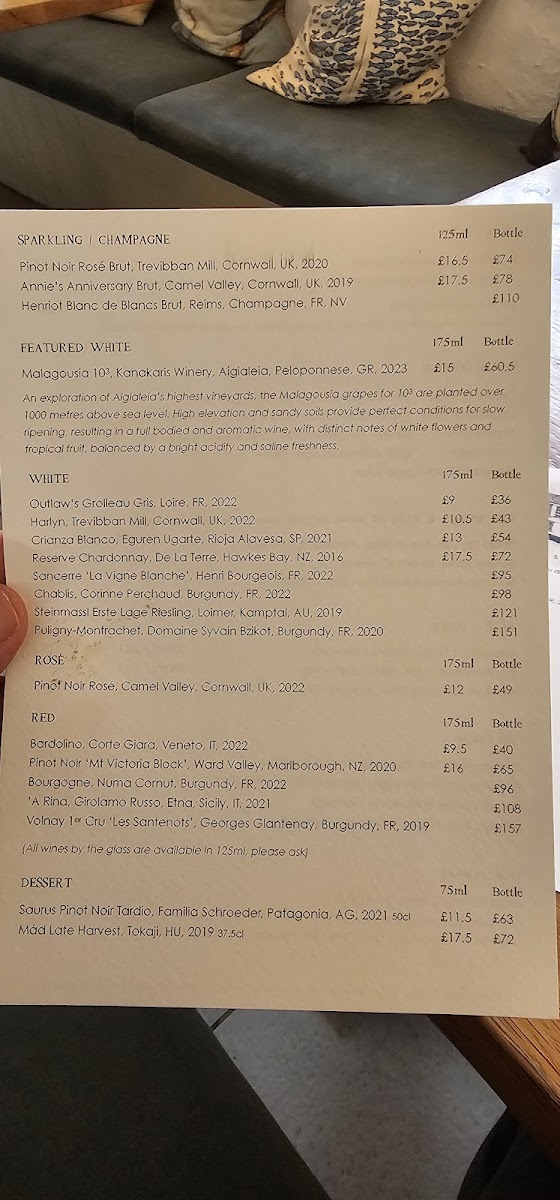 SPARKLING / CHAMPAGNE 125ml Bottle
Pinot Noir Rosé Brut, Trevibban Mill, Cornwall, UK, 2020 £16.5 £74
Annie's Anniversary Brut, Camel Valley, Cornwall, UK, 2019 £17.5 £78
Henriot Blanc de Blancs Brut, Reims, Champagne, FR, NV £110
FEATURED WHITE 175ml Bottle
Malagousia 10³, Kanakaris Winery, Aigialeia, Peloponnese, GR, 2023 £15 £60.5
An exploration of Aigialeia's highest vineyards, the Malagousia grapes for 10³ are planted over
1000 metres above sea level. High elevation and sandy soils provide perfect conditions for slow
ripening, resulting in a full bodied and aromatic wine, with distinct notes of white flowers and
tropical fruit, balanced by a bright acidity and saline freshness.
WHITE 175ml Bottle
Outlaw's Grolleau Gris, Loire, FR, 2022 £9 £36
Harlyn, Trevibban Mill, Cornwall, UK, 2022 £10.5 £43
Crianza Blanco, Eguren Ugarte, Rioja Alavesa, SP, 2021 £13 £54
Reserve Chardonnay, De La Terre, Hawkes Bay, NZ, 2016 £17.5 £72
Sancerre 'La Vigne Blanche', Henri Bourgeois, FR, 2022 £95
Chablis, Corinne Perchaud, Burgundy, FR, 2022 £98
Steinmassl Erste Lage Riesling, Loimer, Kamptal, AU, 2019 £121
Puligny-Montrachet, Domaine Syvain Bzikot, Burgundy, FR, 2020 £151
ROSÉ 175ml Bottle
Pinot Noir Rosé, Camel Valley, Cornwall, UK, 2022 £12 £49
RED 175ml Bottle
Bardolino, Corte Giara, Veneto, IT, 2022 £9.5 £40
Pinot Noir 'Mt Victoria Block', Ward Valley, Marlborough, NZ, 2020 £16 £65
Bourgogne, Numa Cornut, Burgundy, FR, 2022 £96
'A Rina, Girolamo Russo, Etna, Sicily, IT, 2021 £108
Volnay 1er Cru 'Les Santenots', Georges Glantenay, Burgundy, FR, 2019 £157
(All wines by the glass are available in 125ml, please ask)
DESSERT 75ml Bottle
Saurus Pinot Noir Tardio, Familia Schroeder, Patagonia, AG, 2021 50cl £11.5 £63
Mád Late Harvest, Tokaji, HU, 2019 37.5cl £17.5 £72